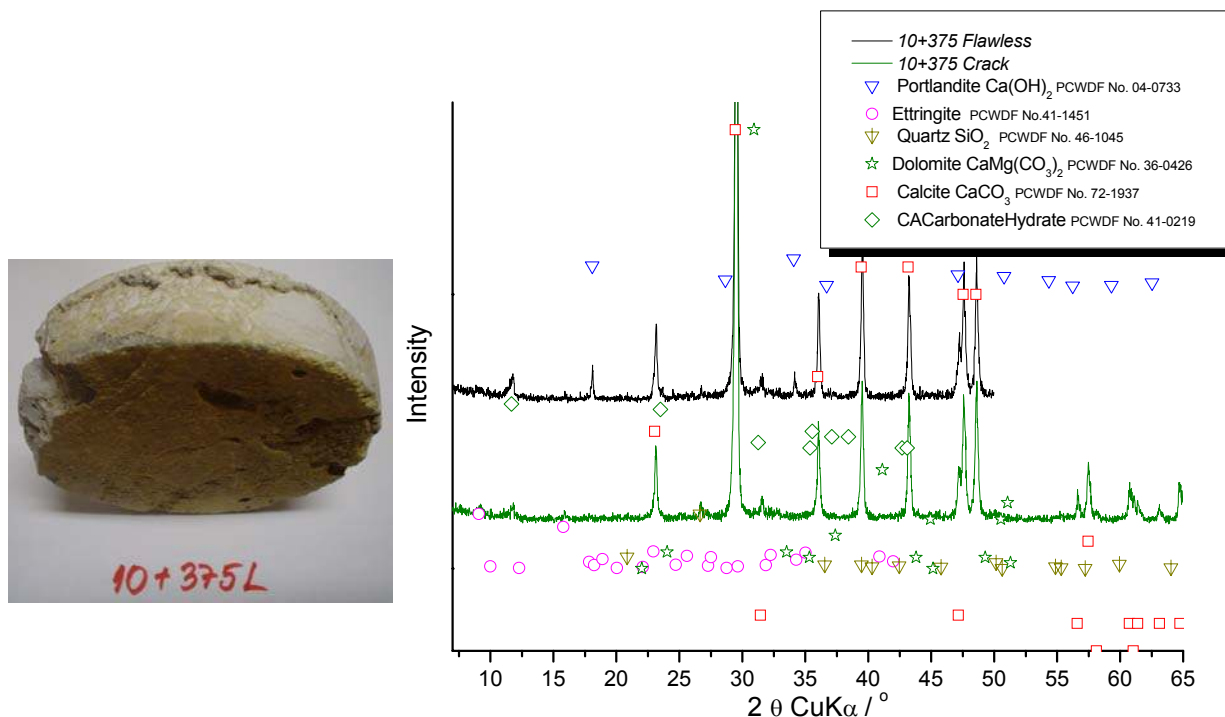 10+375 Flawless
10+375 Crack
Portlandite Ca(OH)2 PCWDF No. 04-0733
Ettringite PCWDF No.41-1451
Quartz SiO2 PCWDF No. 46-1045
Dolomite CaMg(CO3)2 PCWDF No. 36-0426
Calcite CaCO3 PCWDF No. 72-1937
CACarbonateHydrate PCWDF No. 41-0219
Intensity
10 15 20 25 30 35 40 45 50 55 60 65
2 θ CuKα / °
10+375L